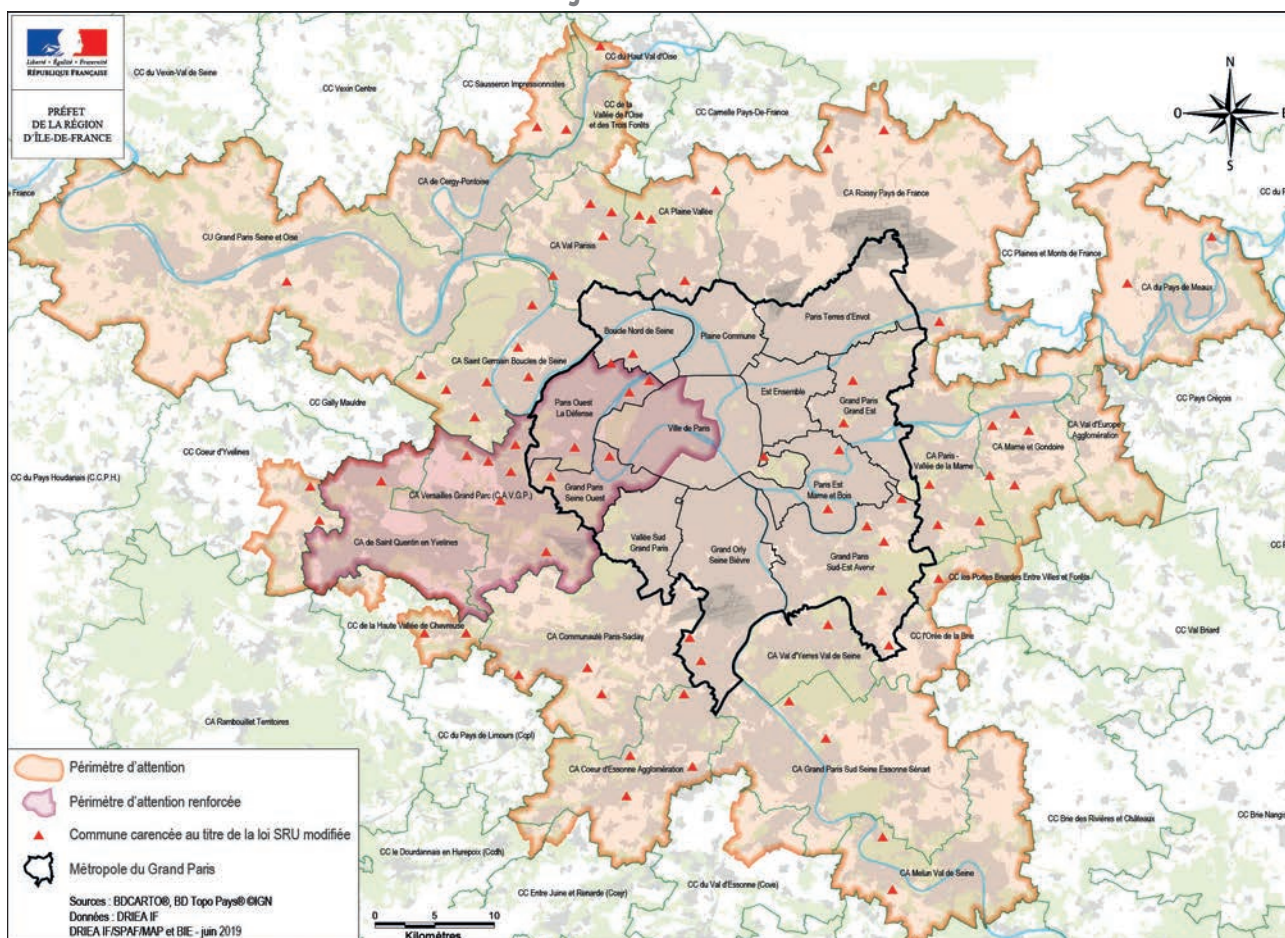 Liberté • Égalité • Fraternité
RÉPUBLIQUE FRANÇAISE
PRÉFET
DE LA RÉGION
D'ÎLE-DE-FRANCE
CC du Vexin-Val de Seine
CC Vexin Centre
CC Sausseron Impressionnistes
CC du Haut Val d'Oise
CC de la
Vallée de l'Oise
et des Trois Forêts
CC Carnelle Pays-De-France
N
O
E
S
de France
CA de Cergy-Pontoise
CA Roissy Pays de France
CA Plaine Vallée
CU Grand Paris Seine et Oise
CA Val Parisis
CC Plaines et Monts de France
CA du Pays de Meaux
Boucle Nord de Seine
Plaine Commune
Paris Terres d'Envol
CA Saint Germain Boucles de Seine
CC Gally Mauldre
Est Ensemble
Grand Paris
Grand Est
CC Pays Créçois
Paris Ouest
La Défense
Ville de Paris
CA Val d'Europe
Agglomération
CA Marne et Gondoire
CC Coeur d'Yvelines
CC du Pays Houdanais (C.C.P.H.)
CA Versailles Grand Parc (C.A.V.G.P.)
Grand Paris
Seine Ouest
Paris Est
Marne et Bois
CA Paris -
Vallée de la Marne
CA de Saint Quentin en Yvelines
Vallée Sud
Grand Paris
Grand Orly
Seine Bièvre
Grand Paris
Sud-Est Avenir
CC les Portes Briardes Entre Villes et Forêts
CC de la Haute Vallée de Chevreuse
CA Communauté Paris-Saclay
CA Val d'Yerres Val de Seine
CC l'Orée de la Brie
CC Val Briard
CA Rambouillet Territoires
CC du Pays de Limours (Ccpl)
CA Coeur d'Essonne Agglomération
CA Grand Paris Sud Seine Essonne Sénart
CC Brie des Rivières et Châteaux
CC Brie Nangis
CC le Dourdannais en Hurepoix (Ccdh)
CC Entre Juine et Renarde (Ccejr)
CC du Val d'Essonne (Ccve)
CA Melun Val de Seine
Périmètre d'attention
Périmètre d'attention renforcée
Commune carencée au titre de la loi SRU modifiée
Métropole du Grand Paris
Sources : BDCARTO®, BD Topo Pays® ©IGN
Données : DRIEA IF
DRIEA IF/SPAF/MAP et BIE - juin 2019
0 5 10
Kilomètres